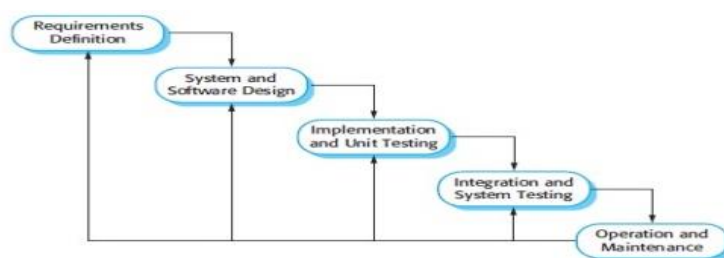 Requirements
Definition
System and
Software Design
Implementation
and Unit Testing
Integration and
System Testing
Operation and
Maintenance